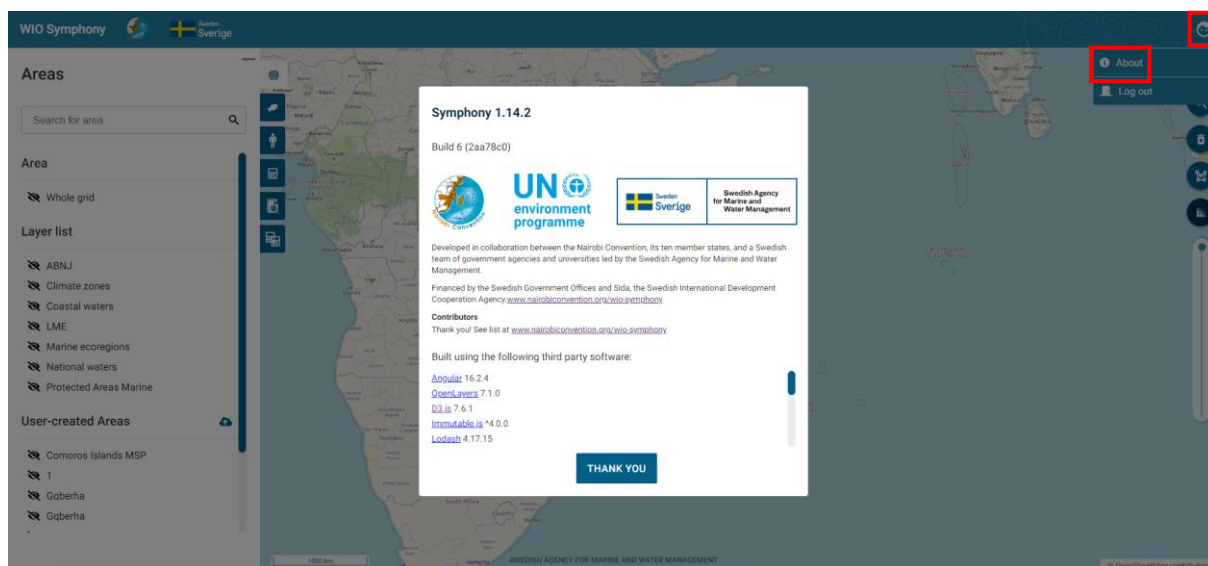 WIO Symphony
Sweden
Sverige
About
Log out
Areas
Search for area
Area
Whole grid
Layer list
ABNJ
Climate zones
Coastal waters
LME
Marine ecoregions
National waters
Protected Areas Marine
User-created Areas
Comoros Islands MSP
1
Gqberha
Gqberha
Symphony 1.14.2
Build 6 (2aa78c0)
Nairobi Convention
UN
environment
programme
Sweden
Sverige
Swedish Agency
for Marine and
Water Management
Developed in collaboration between the Nairobi Convention, its ten member states, and a Swedish
team of government agencies and universities led by the Swedish Agency for Marine and Water
Management.
Financed by the Swedish Government Offices and Sida, the Swedish International Development
Cooperation Agency.www.nairobiconvention.org/wio-symphony
Contributors
Thank you! See list at www.nairobiconvention.org/wio-symphony
Built using the following third party software:
Angular 16.2.4
OpenLayers 7.1.0
D3.js 7.6.1
Immutable.js ^4.0.0
Lodash 4.17.15
THANK YOU
South Africa
1000 km
SWEDISH AGENCY FOR MARINE AND WATER MANAGEMENT